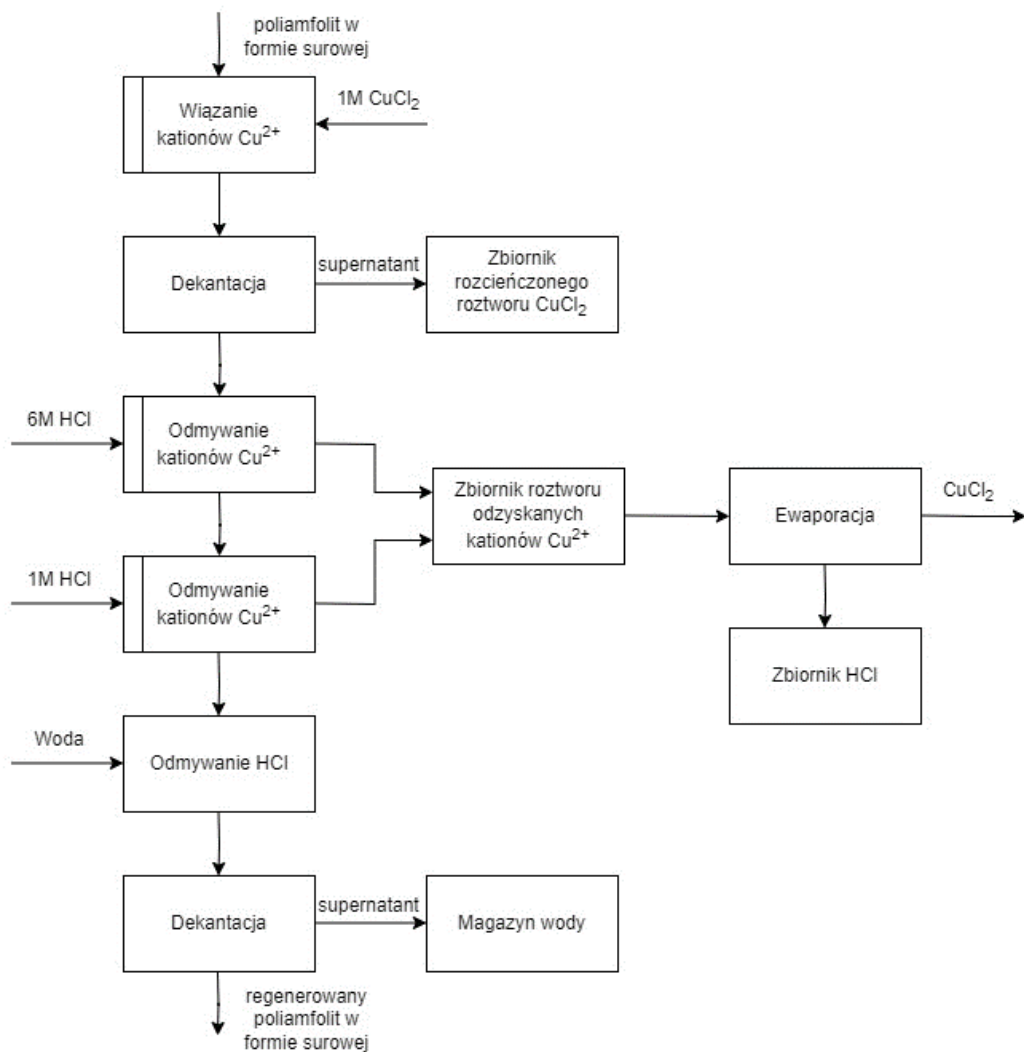 poliamfolit w
formie surowej
Wiązanie
kationów Cu²⁺
1M CuCl₂
Dekantacja
supernatant
Zbiornik
rozcieńczonego
roztworu CuCl₂
6M HCl
Odmywanie
kationów Cu²⁺
Zbiornik roztworu
odzyskanych
kationów Cu²⁺
Ewaporacja
CuCl₂
1M HCl
Odmywanie
kationów Cu²⁺
Zbiornik HCl
Woda
Odmywanie HCl
Dekantacja
supernatant
Magazyn wody
regenerowany
poliamfolit w
formie surowej